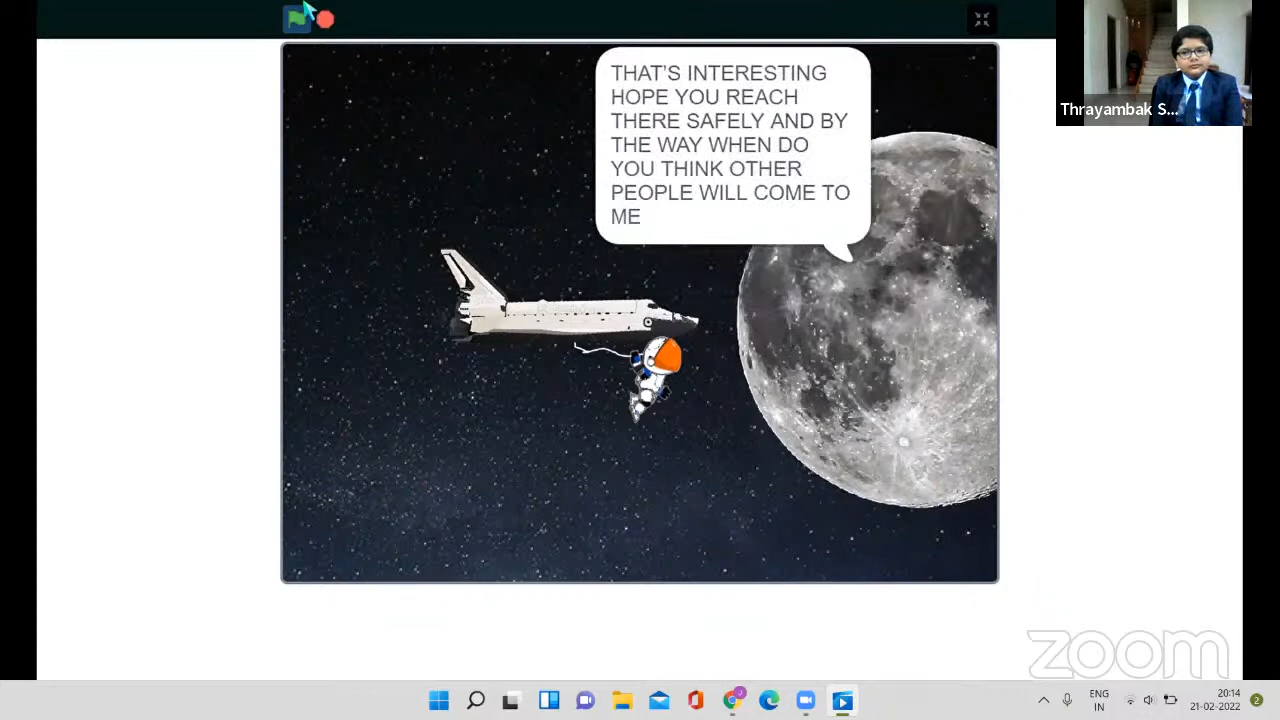 THAT'S INTERESTING
HOPE YOU REACH
THERE SAFELY AND BY
THE WAY WHEN DO
YOU THINK OTHER
PEOPLE WILL COME TO
ME
Thrayambak S...
zoom
ENG
IN
20:14
21-02-2022
2